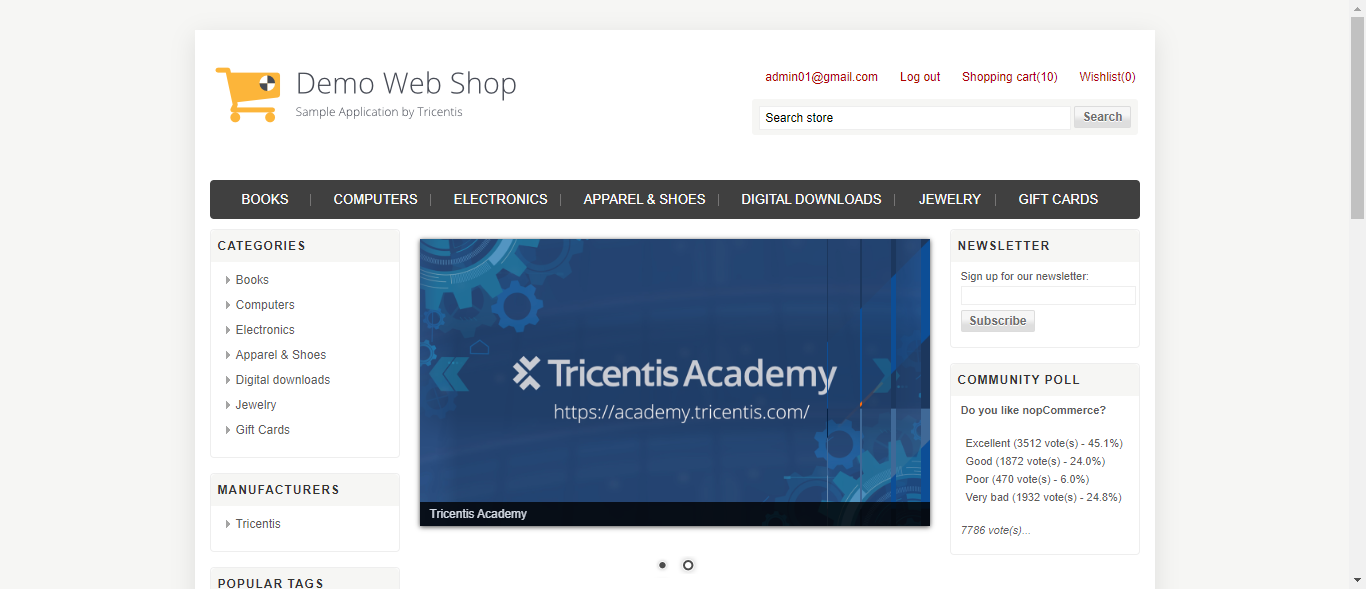 Demo Web Shop
Sample Application by Tricentis
admin01@gmail.com Log out Shopping cart(10) Wishlist(0)
Search store Search
BOOKS COMPUTERS ELECTRONICS APPAREL & SHOES DIGITAL DOWNLOADS JEWELRY GIFT CARDS
CATEGORIES
Books
Computers
Electronics
Apparel & Shoes
Digital downloads
Jewelry
Gift Cards
MANUFACTURERS
Tricentis
POPULAR TAGS
Tricentis Academy
https://academy.tricentis.com/
Tricentis Academy
NEWSLETTER
Sign up for our newsletter:
Subscribe
COMMUNITY POLL
Do you like nopCommerce?
Excellent (3512 vote(s) - 45.1%)
Good (1872 vote(s) - 24.0%)
Poor (470 vote(s) - 6.0%)
Very bad (1932 vote(s) - 24.8%)
7786 vote(s)...